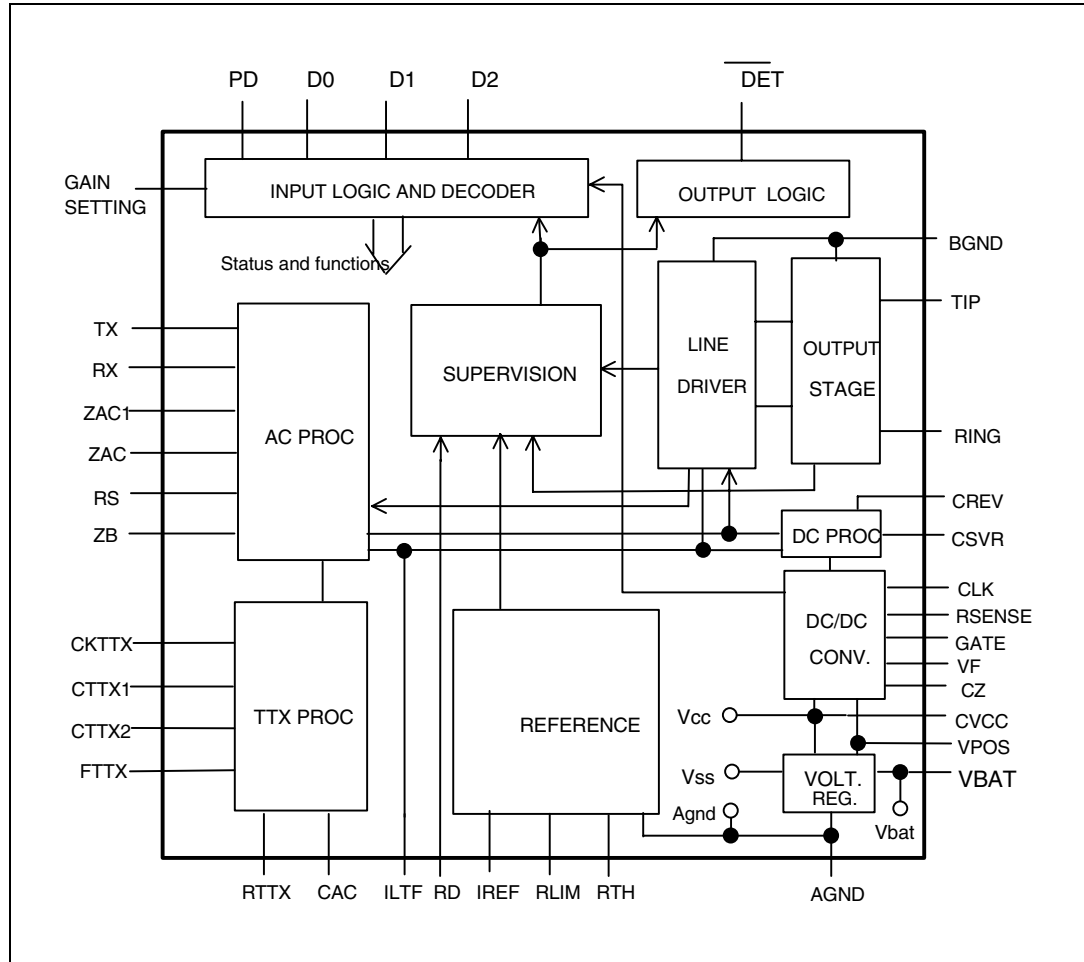 PD D0 D1 D2 DET
GAIN
SETTING
INPUT LOGIC AND DECODER
OUTPUT LOGIC
Status and functions
BGND
TIP
RING
CREV
CSVR
CLK
RSENSE
GATE
VF
CZ
CVCC
VPOS
VBAT
TX
RX
ZAC1
ZAC
RS
ZB
AC PROC
SUPERVISION
LINE
DRIVER
OUTPUT
STAGE
DC PROC
DC/DC
CONV.
CKTTX
CTTX1
CTTX2
FTTX
TTX PROC
REFERENCE
Vcc
Vss
Agnd
VOLT.
REG.
Vbat
RTTX CAC ILTF RD IREF RLIM RTH AGND